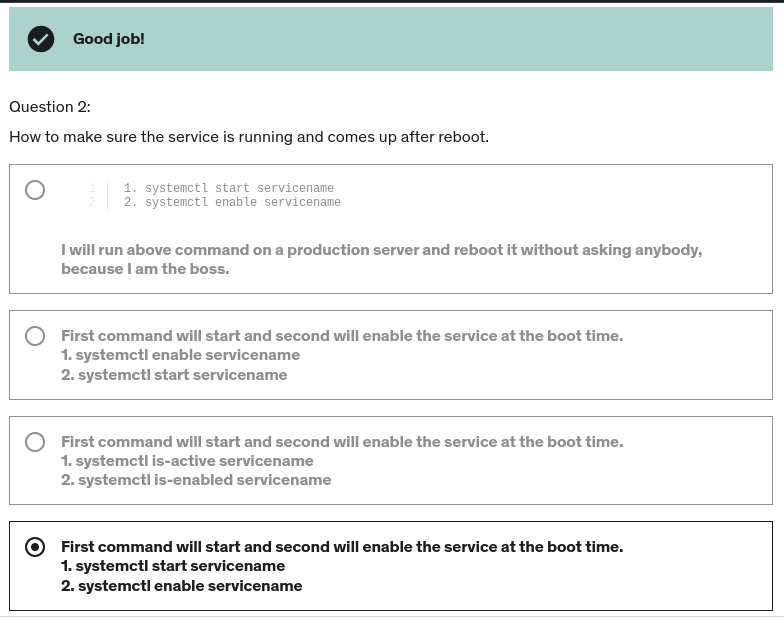 Good job!
Question 2:
How to make sure the service is running and comes up after reboot.
1 1. systemctl start servicename
2 2. systemctl enable servicename
I will run above command on a production server and reboot it without asking anybody,
because I am the boss.
First command will start and second will enable the service at the boot time.
1. systemctl enable servicename
2. systemctl start servicename
First command will start and second will enable the service at the boot time.
1. systemctl is-active servicename
2. systemctl is-enabled servicename
First command will start and second will enable the service at the boot time.
1. systemctl start servicename
2. systemctl enable servicename